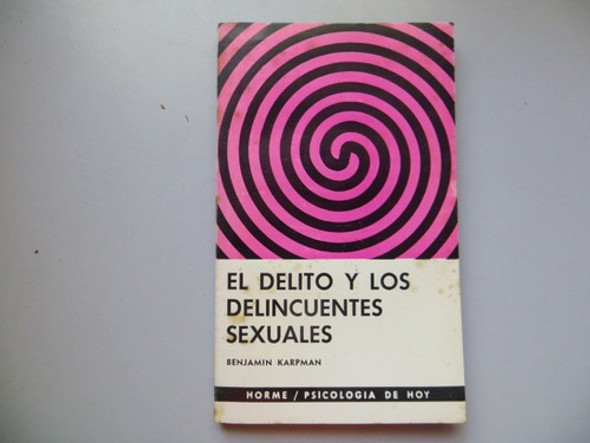 EL DELITO Y LOS
DELINCUENTES
SEXUALES
BENJAMIN KARPMAN
HORME / PSICOLOGIA DE HOY